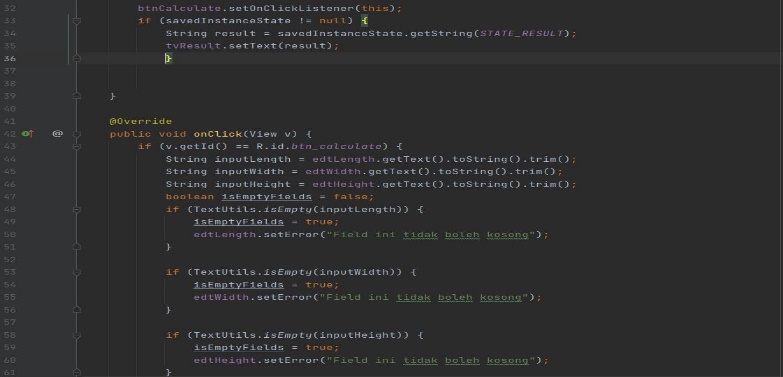 32 btnCalculate.setOnClickListener(this);
33 if (savedInstanceState != null) {
34 String result = savedInstanceState.getString(STATE_RESULT);
35 tvResult.setText(result);
36 }
37
38
39 }
40
41 @Override
42 @ public void onClick(View v) {
43 if (v.getId() == R.id.btn_calculate) {
44 String inputLength = edtLength.getText().toString().trim();
45 String inputWidth = edtWidth.getText().toString().trim();
46 String inputHeight = edtHeight.getText().toString().trim();
47 boolean isEmptyFields = false;
48 if (TextUtils.isEmpty(inputLength)) {
49 isEmptyFields = true;
50 edtLength.setError("Field ini tidak boleh kosong");
51 }
52
53 if (TextUtils.isEmpty(inputWidth)) {
54 isEmptyFields = true;
55 edtWidth.setError("Field ini tidak boleh kosong");
56 }
57
58 if (TextUtils.isEmpty(inputHeight)) {
59 isEmptyFields = true;
60 edtHeight.setError("Field ini tidak boleh kosong");
61 }